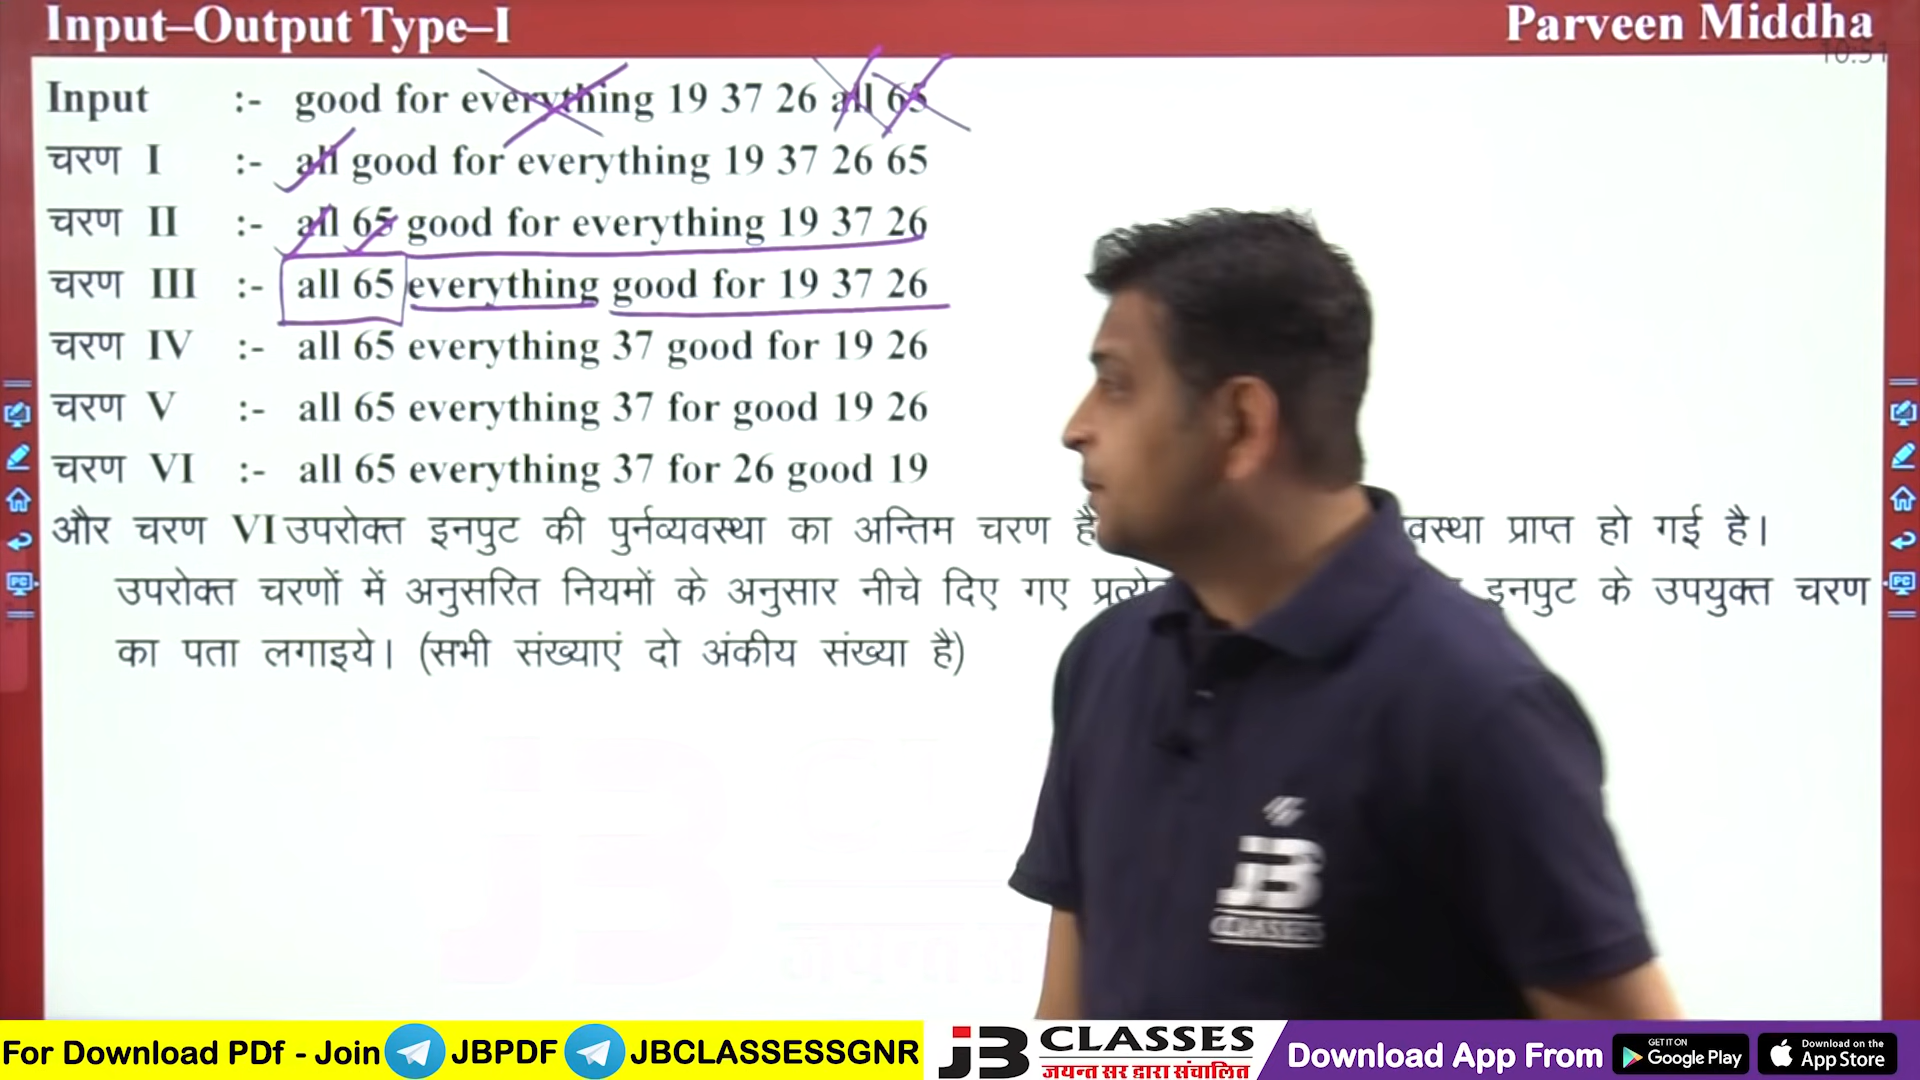 Input–Output Type–I
Parveen Middha
10:51
Input :- good for everything 19 37 26 all 65
चरण I :- all good for everything 19 37 26 65
चरण II :- all 65 good for everything 19 37 26
चरण III :- all 65 everything good for 19 37 26
चरण IV :- all 65 everything 37 good for 19 26
चरण V :- all 65 everything 37 for good 19 26
चरण VI :- all 65 everything 37 for 26 good 19
और चरण VI उपरोक्त इनपुट की पुर्नव्यवस्था का अन्तिम चरण है वस्था प्राप्त हो गई है।
उपरोक्त चरणों में अनुसरित नियमों के अनुसार नीचे दिए गए इनपुट के उपयुक्त चरण
का पता लगाइये। (सभी संख्याएं दो अंकीय संख्या है)
JB
CLASSES
For Download PDf - Join JBPDF JBCLASSESSGNR
JB CLASSES
जयन्त सर द्वारा संचालित
Download App From
GET IT ON
Google Play
Download on the
App Store